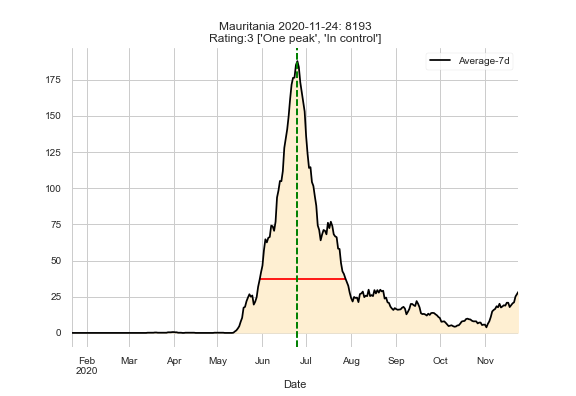 Mauritania 2020-11-24: 8193
Rating:3 ['One peak', 'In control']
Average-7d
175
150
125
100
75
50
25
0
Feb Mar Apr May Jun Jul Aug Sep Oct Nov
2020
Date